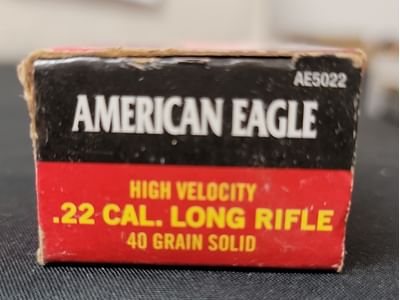 AE5022
AMERICAN EAGLE
HIGH VELOCITY
.22 CAL. LONG RIFLE
40 GRAIN SOLID